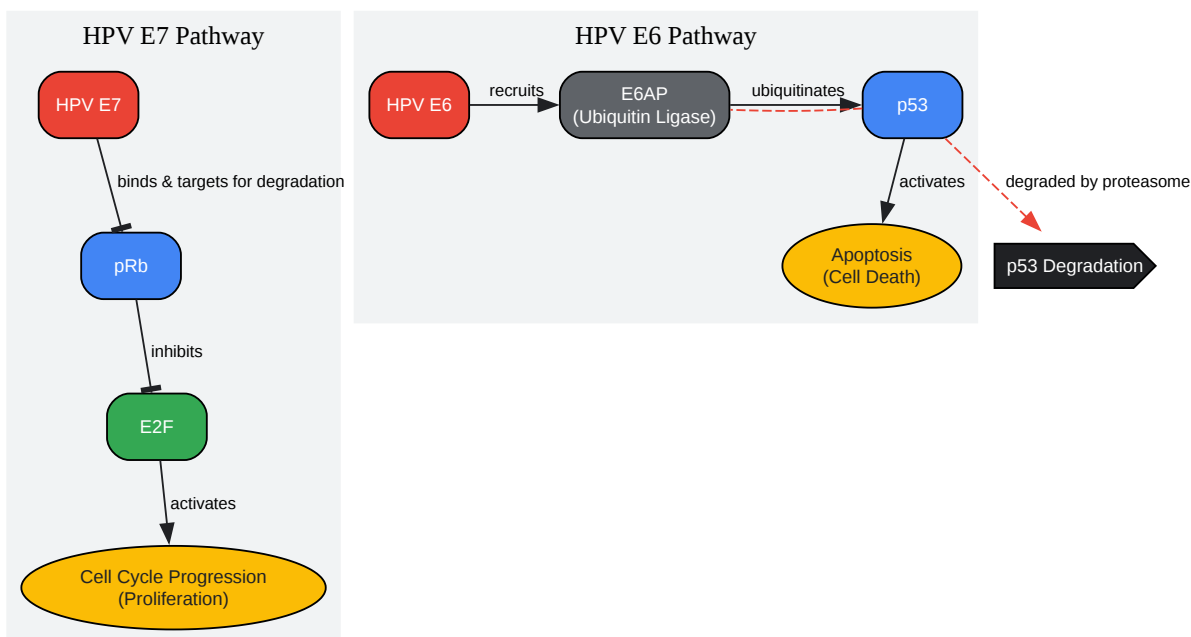 HPV E7 Pathway
HPV E7
binds & targets for degradation
pRb
inhibits
E2F
activates
Cell Cycle Progression
(Proliferation)
HPV E6 Pathway
HPV E6
recruits
E6AP
(Ubiquitin Ligase)
ubiquitinates
p53
activates
degraded by proteasome
Apoptosis
(Cell Death)
p53 Degradation